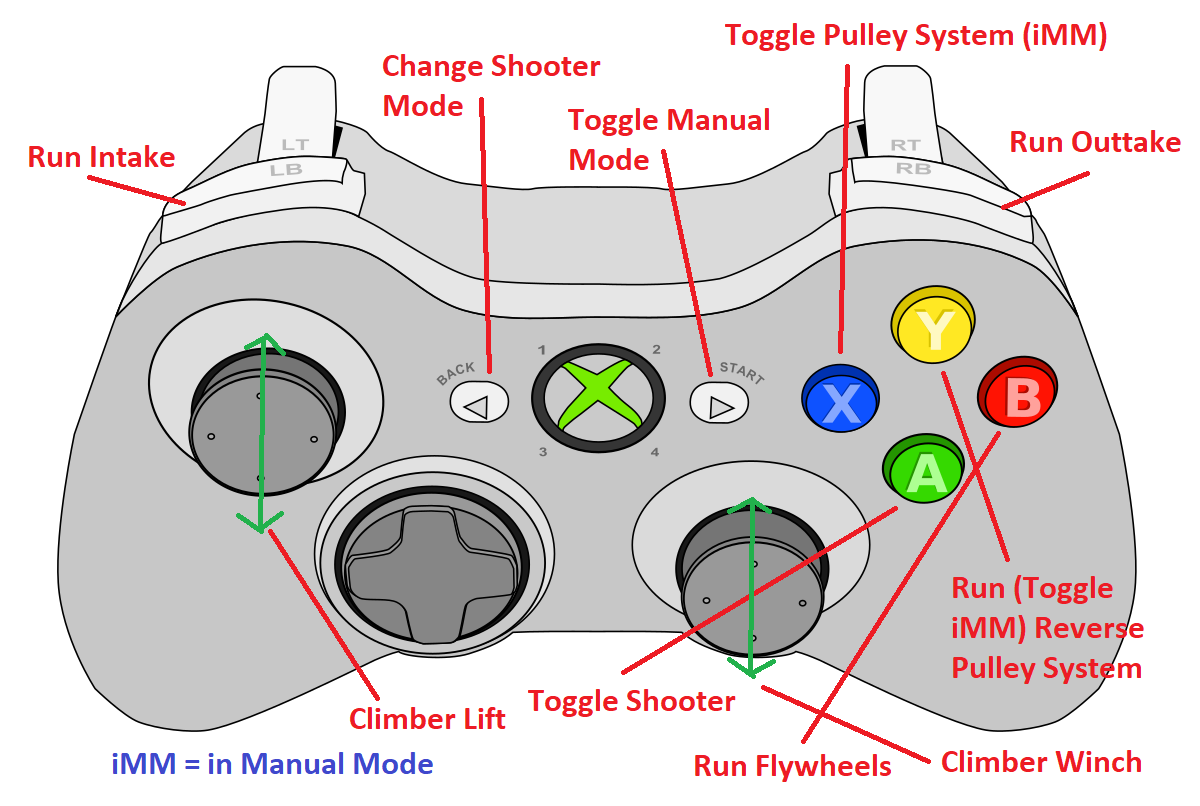 Toggle Pulley System (iMM)
Change Shooter
Mode
Toggle Manual
Mode
Run Intake
Run Outtake
LT
LB
RT
RB
1
2
3
4
BACK
START
Y
X
B
A
Run (Toggle
iMM) Reverse
Pulley System
Toggle Shooter
Climber Lift
Run Flywheels
Climber Winch
iMM = in Manual Mode